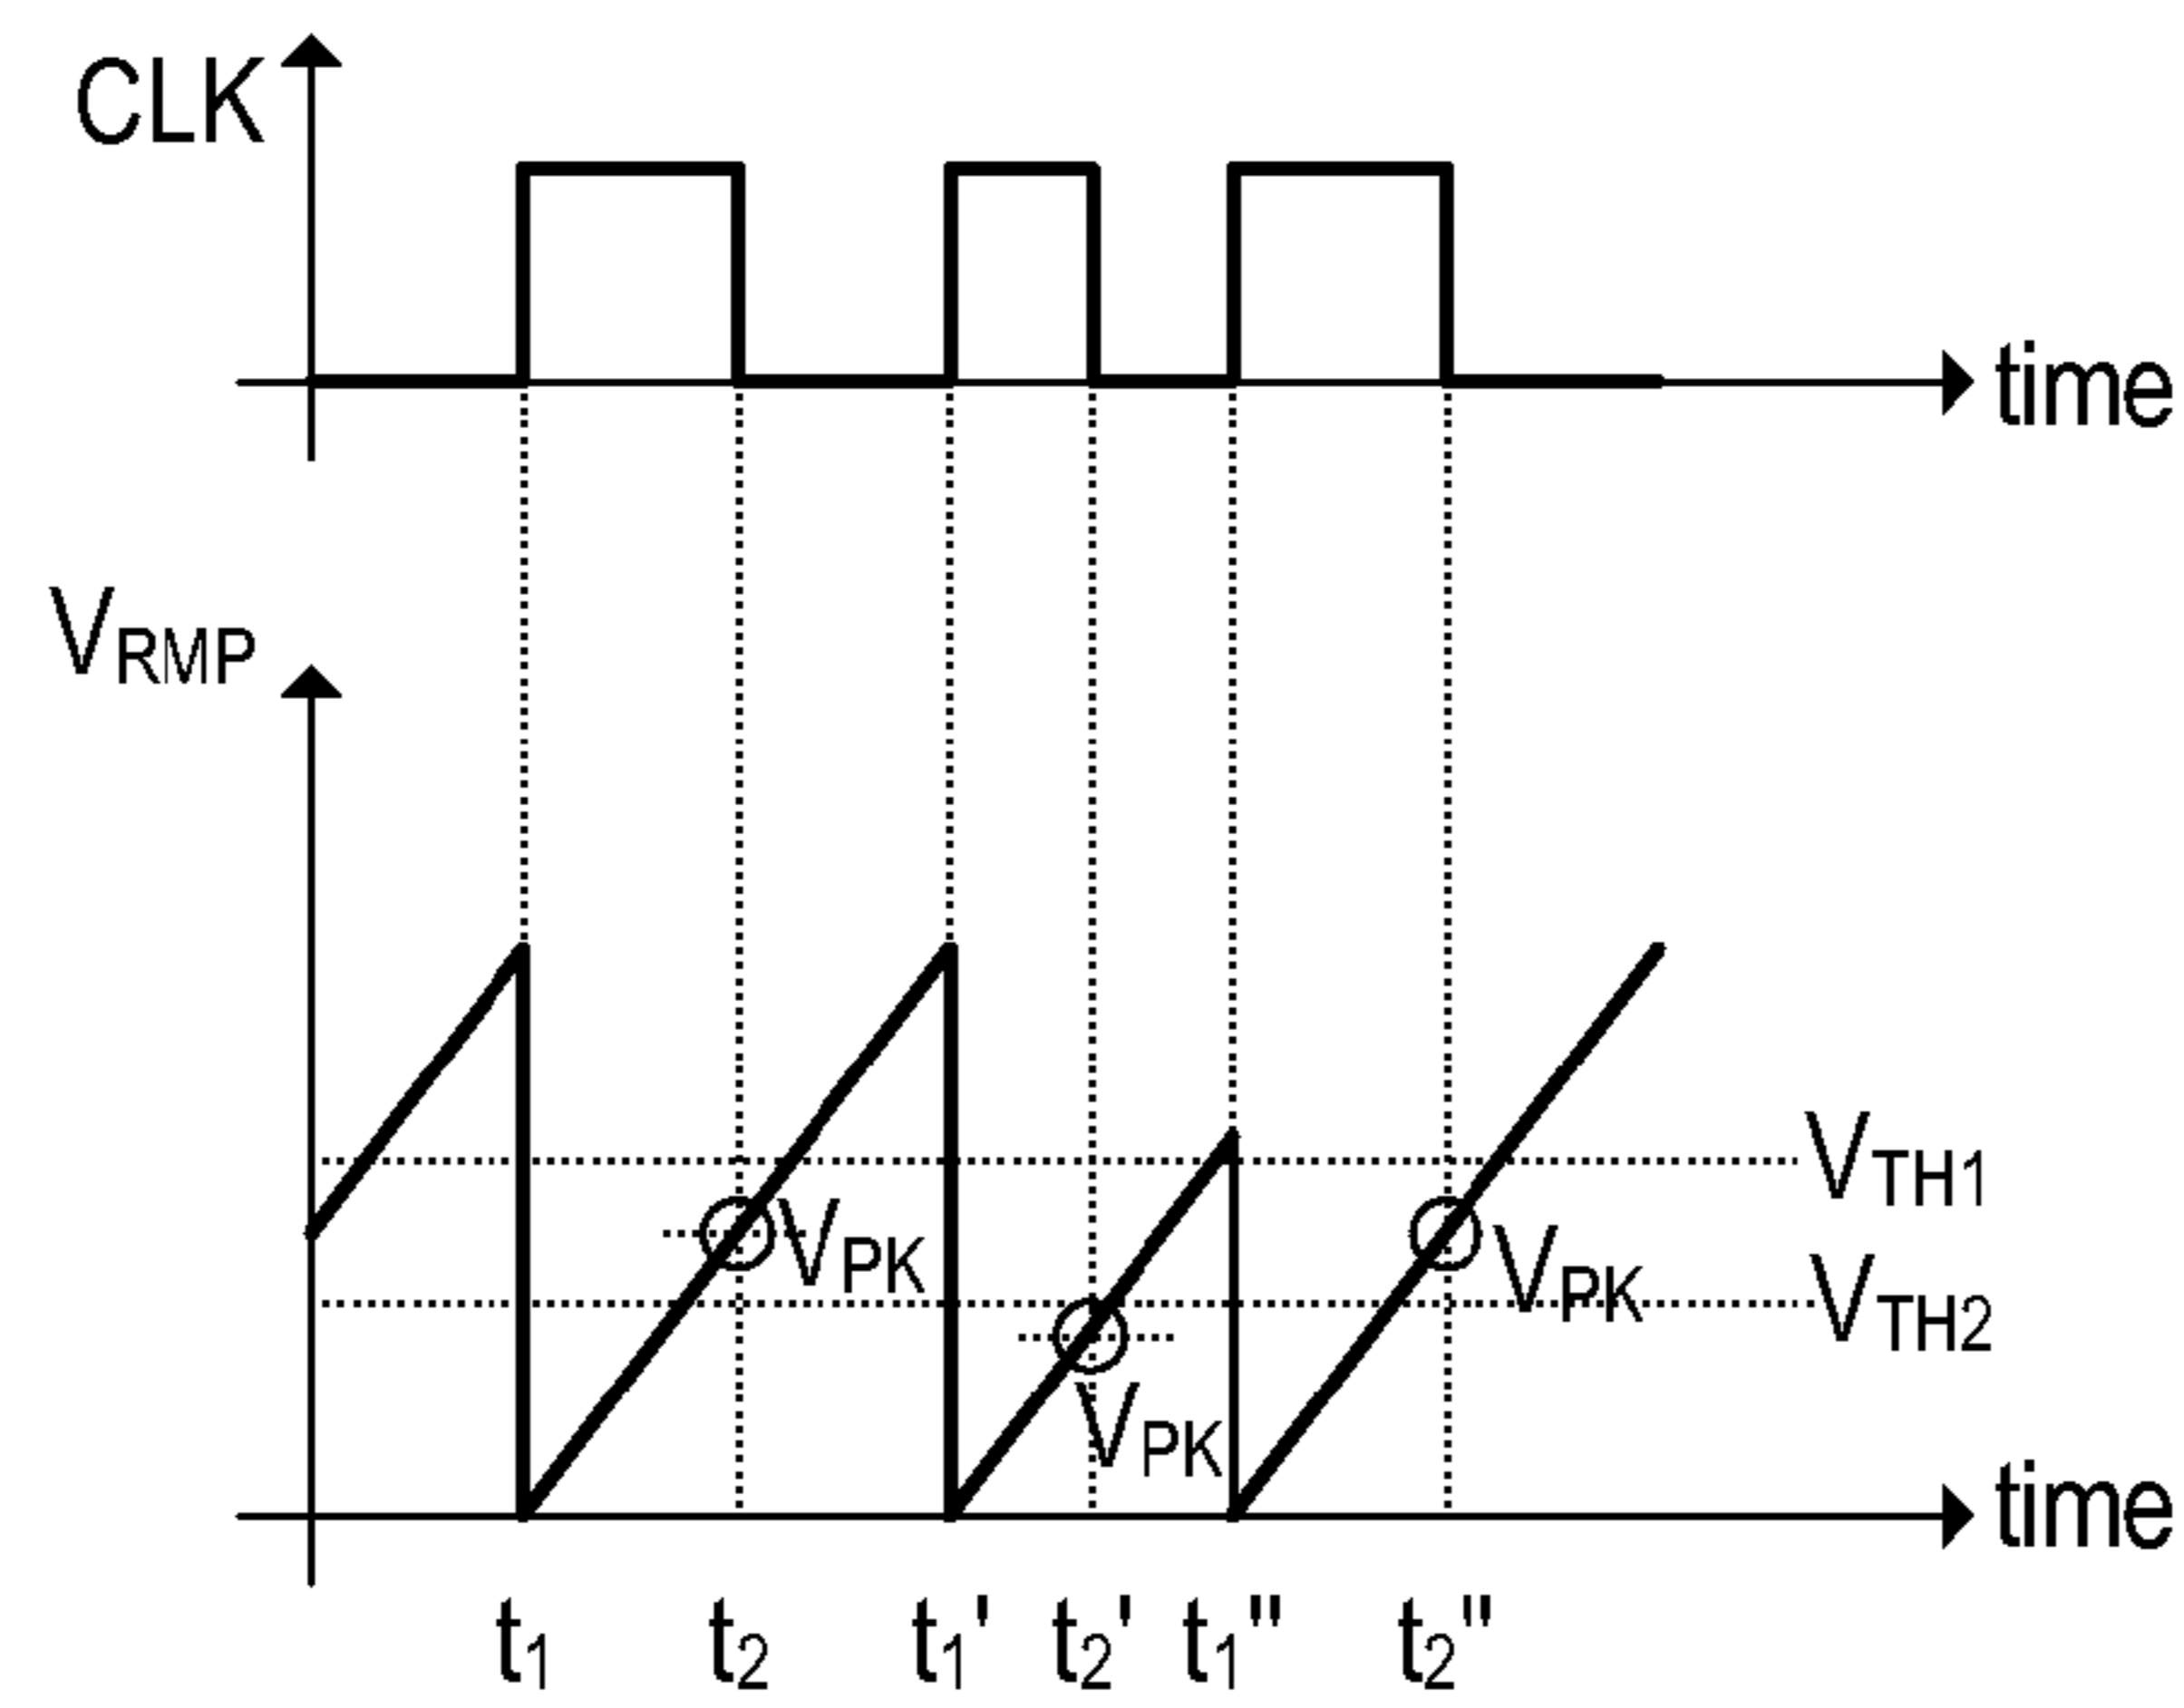 CLK
time
VRMP
VTH1
VPK
VPK
VTH2
VPK
time
t1 t2 t1' t2' t1" t2"